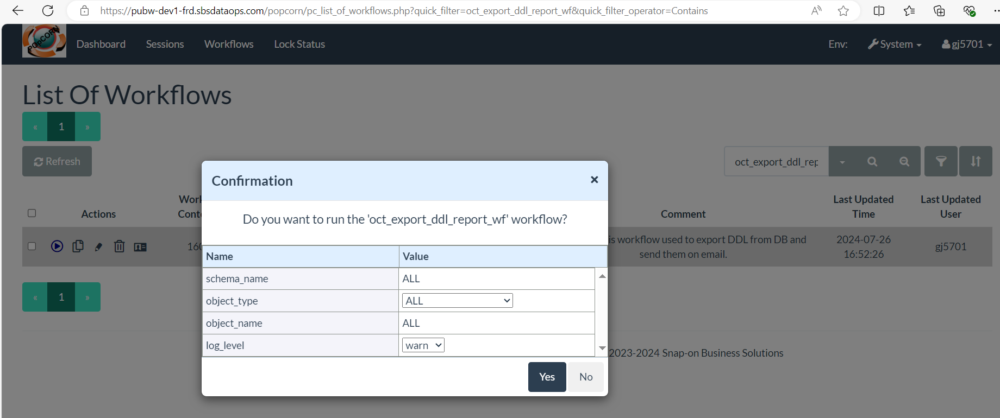 https://pubw-dev1-frd.sbsdataops.com/popcorn/pc_list_of_workflows.php?quick_filter=oct_export_ddl_report_wf&quick_filter_operator=Contains
POpCORN Dashboard Sessions Workflows Lock Status Env: System gj5701
List Of Workflows
« 1 »
Refresh
oct_export_ddl_rep
Confirmation
Do you want to run the 'oct_export_ddl_report_wf' workflow?
Name Value
schema_name ALL
object_type ALL
object_name ALL
log_level warn
Yes No
Actions
Comment
Last Updated
Time
Last Updated
User
is workflow used to export DDL from DB and
send them on email.
2024-07-26
16:52:26
gj5701
« 1 »
2023-2024 Snap-on Business Solutions